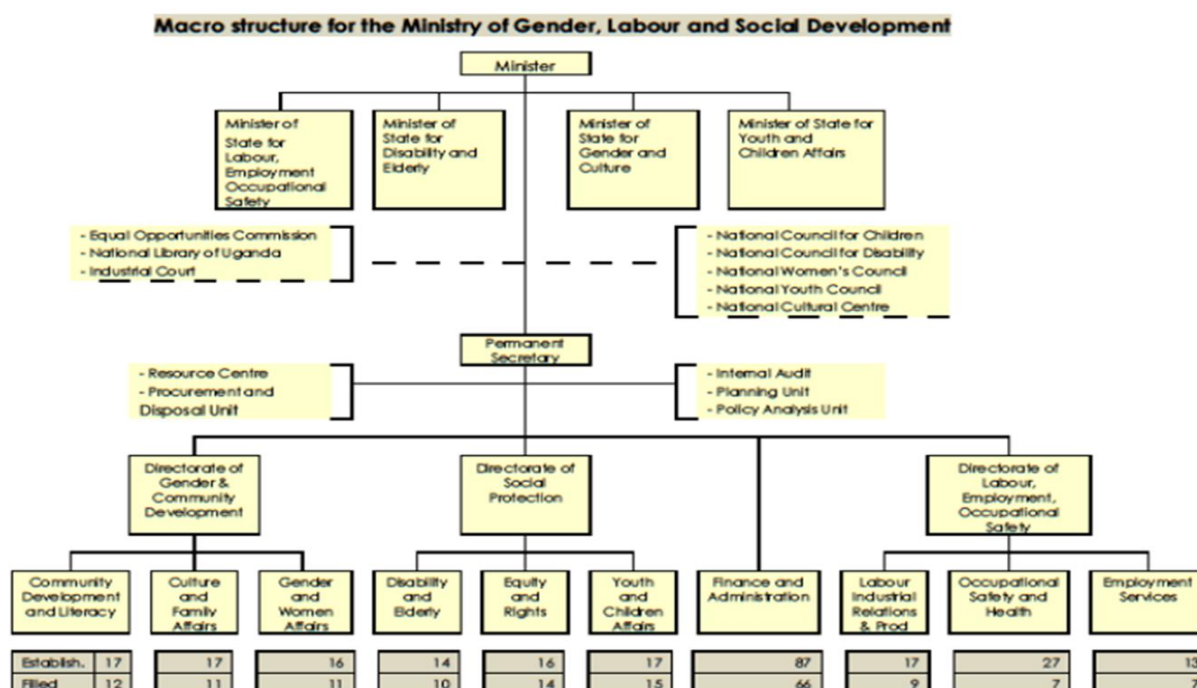 Macro structure for the Ministry of Gender, Labour and Social Development
Minister
Minister of
State for
Labour,
Employment
Occupational
Safety
Minister of
State for
Disability and
Elderly
Minister of
State for
Gender and
Culture
Minister of State for
Youth and
Children Affairs
- Equal Opportunities Commission
- National Library of Uganda
- Industrial Court
- National Council for Children
- National Council for Disability
- National Women's Council
- National Youth Council
- National Cultural Centre
Permanent
Secretary
- Resource Centre
- Procurement and
Disposal Unit
- Internal Audit
- Planning Unit
- Policy Analysis Unit
Directorate of
Gender &
Community
Development
Directorate of
Social
Protection
Directorate of
Labour,
Employment,
Occupational
Safety
Community
Development
and Literacy
Culture
and
Family
Affairs
Gender
and
Women
Affairs
Disability
and
Elderly
Equity
and
Rights
Youth
and
Children
Affairs
Finance and
Administration
Labour
Industrial
Relations
& Prod
Occupational
Safety and
Health
Employment
Services
Establish. 17 17 16 14 16 17 87 17 27 13
Filled 12 11 11 10 14 15 66 9 7 7